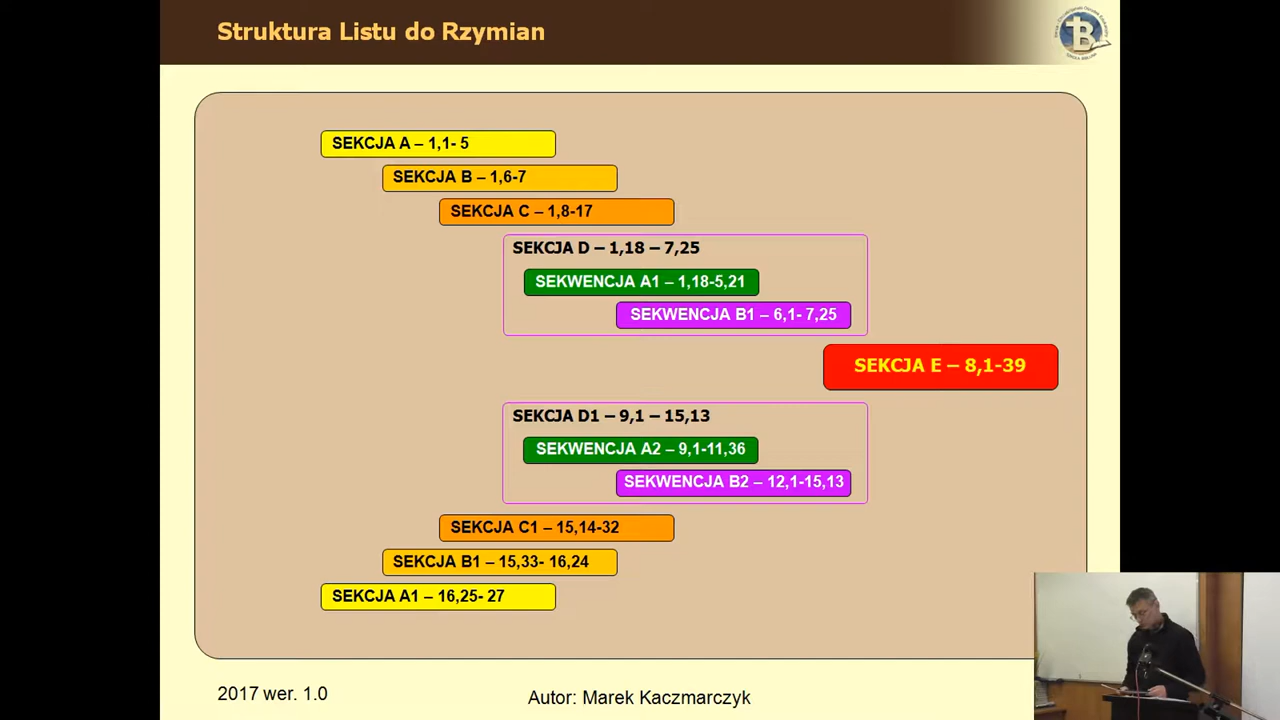 Struktura Listu do Rzymian
SEKCJA A – 1,1- 5
SEKCJA B – 1,6-7
SEKCJA C – 1,8-17
SEKCJA D – 1,18 – 7,25
SEKWENCJA A1 – 1,18-5,21
SEKWENCJA B1 – 6,1- 7,25
SEKCJA E – 8,1-39
SEKCJA D1 – 9,1 – 15,13
SEKWENCJA A2 – 9,1-11,36
SEKWENCJA B2 – 12,1-15,13
SEKCJA C1 – 15,14-32
SEKCJA B1 – 15,33- 16,24
SEKCJA A1 – 16,25- 27
2017 wer. 1.0
Autor: Marek Kaczmarczyk